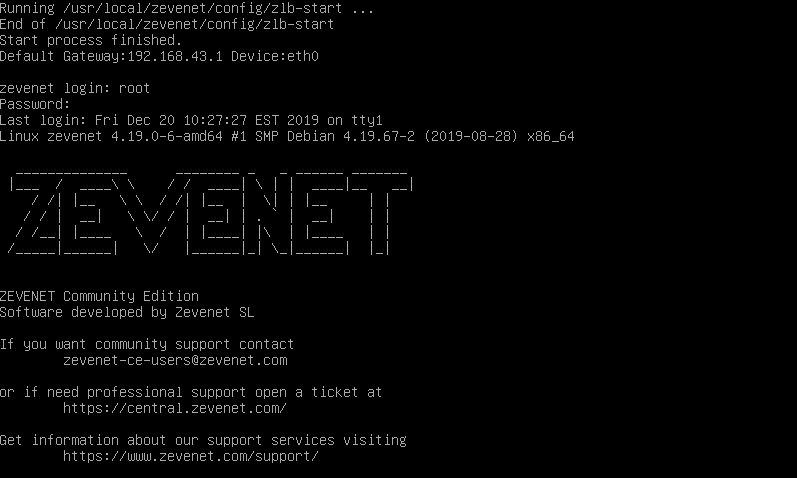 Running /usr/local/zevenet/config/zlb-start ...
End of /usr/local/zevenet/config/zlb-start
Start process finished.
Default Gateway:192.168.43.1 Device:eth0
zevenet login: root
Password:
Last login: Fri Dec 20 10:27:27 EST 2019 on tty1
Linux zevenet 4.19.0-6-amd64 #1 SMP Debian 4.19.67-2 (2019-08-28) x86_64
ZEVENET
ZEVENET Community Edition
Software developed by Zevenet SL
If you want community support contact
zevenet-ce-users@zevenet.com
or if need professional support open a ticket at
https://central.zevenet.com/
Get information about our support services visiting
https://www.zevenet.com/support/